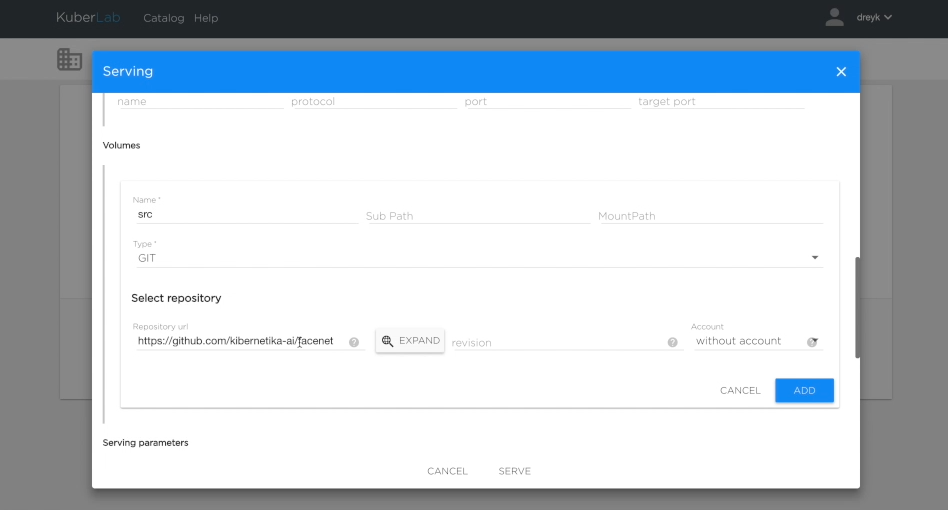 KuberLab Catalog Help dreyk
Serving
name protocol port target port
Volumes
Name *
src Sub Path MountPath
Type *
GIT
Select repository
Repository url Account
https://github.com/kibernetika-ai/facenet ? EXPAND revision ? without account ?
CANCEL ADD
Serving parameters
CANCEL SERVE